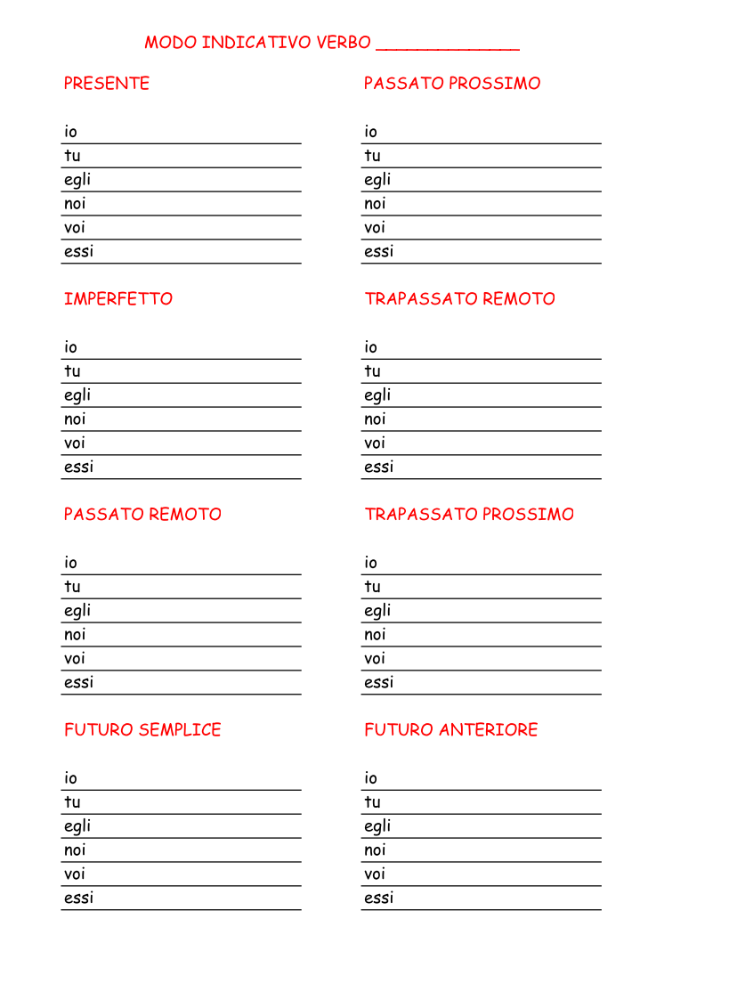 MODO INDICATIVO VERBO _______________
PRESENTE
io
tu
egli
noi
voi
essi
PASSATO PROSSIMO
io
tu
egli
noi
voi
essi
IMPERFETTO
io
tu
egli
noi
voi
essi
TRAPASSATO REMOTO
io
tu
egli
noi
voi
essi
PASSATO REMOTO
io
tu
egli
noi
voi
essi
TRAPASSATO PROSSIMO
io
tu
egli
noi
voi
essi
FUTURO SEMPLICE
io
tu
egli
noi
voi
essi
FUTURO ANTERIORE
io
tu
egli
noi
voi
essi